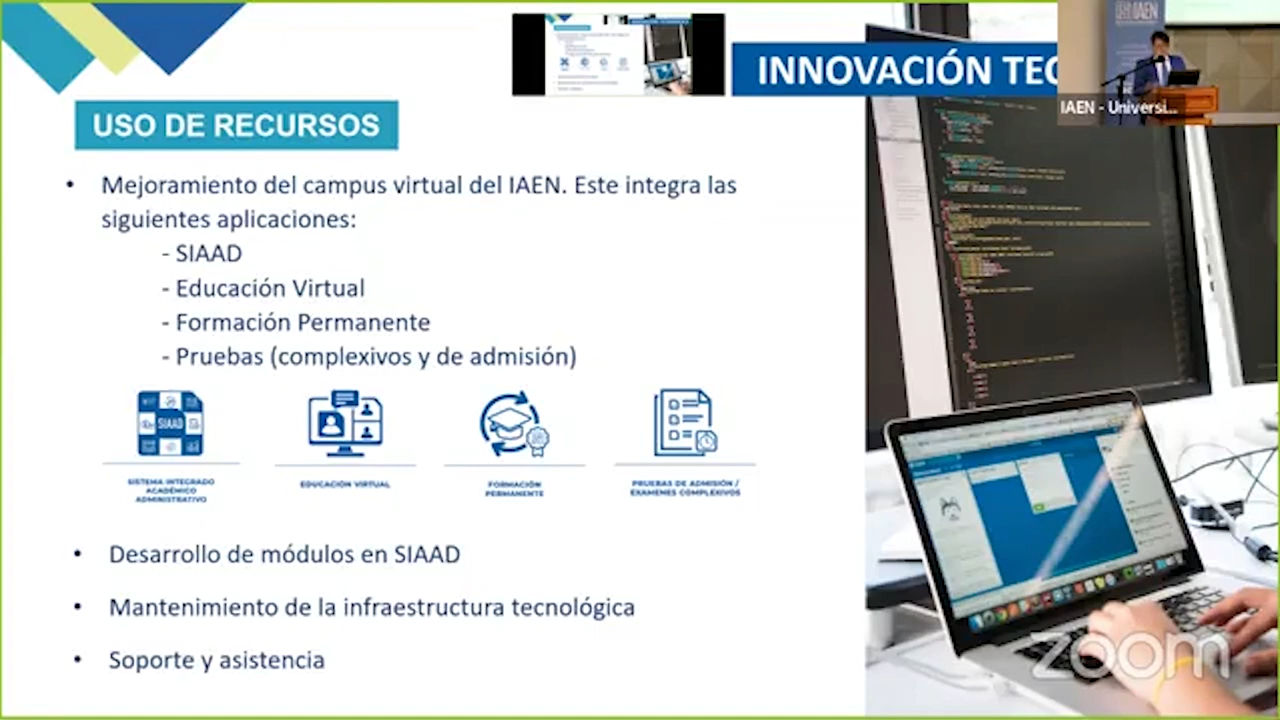 INNOVACIÓN TEC
IAEN
IAEN - Universi...
USO DE RECURSOS
• Mejoramiento del campus virtual del IAEN. Este integra las
siguientes aplicaciones:
- SIAAD
- Educación Virtual
- Formación Permanente
- Pruebas (complexivos y de admisión)
SIAAD
SISTEMA INTEGRADO
ACADÉMICO
ADMINISTRATIVO
EDUCACIÓN VIRTUAL
FORMACIÓN
PERMANENTE
PRUEBAS DE ADMISIÓN /
EXAMENES COMPLEXIVOS
• Desarrollo de módulos en SIAAD
• Mantenimiento de la infraestructura tecnológica
• Soporte y asistencia
zoom